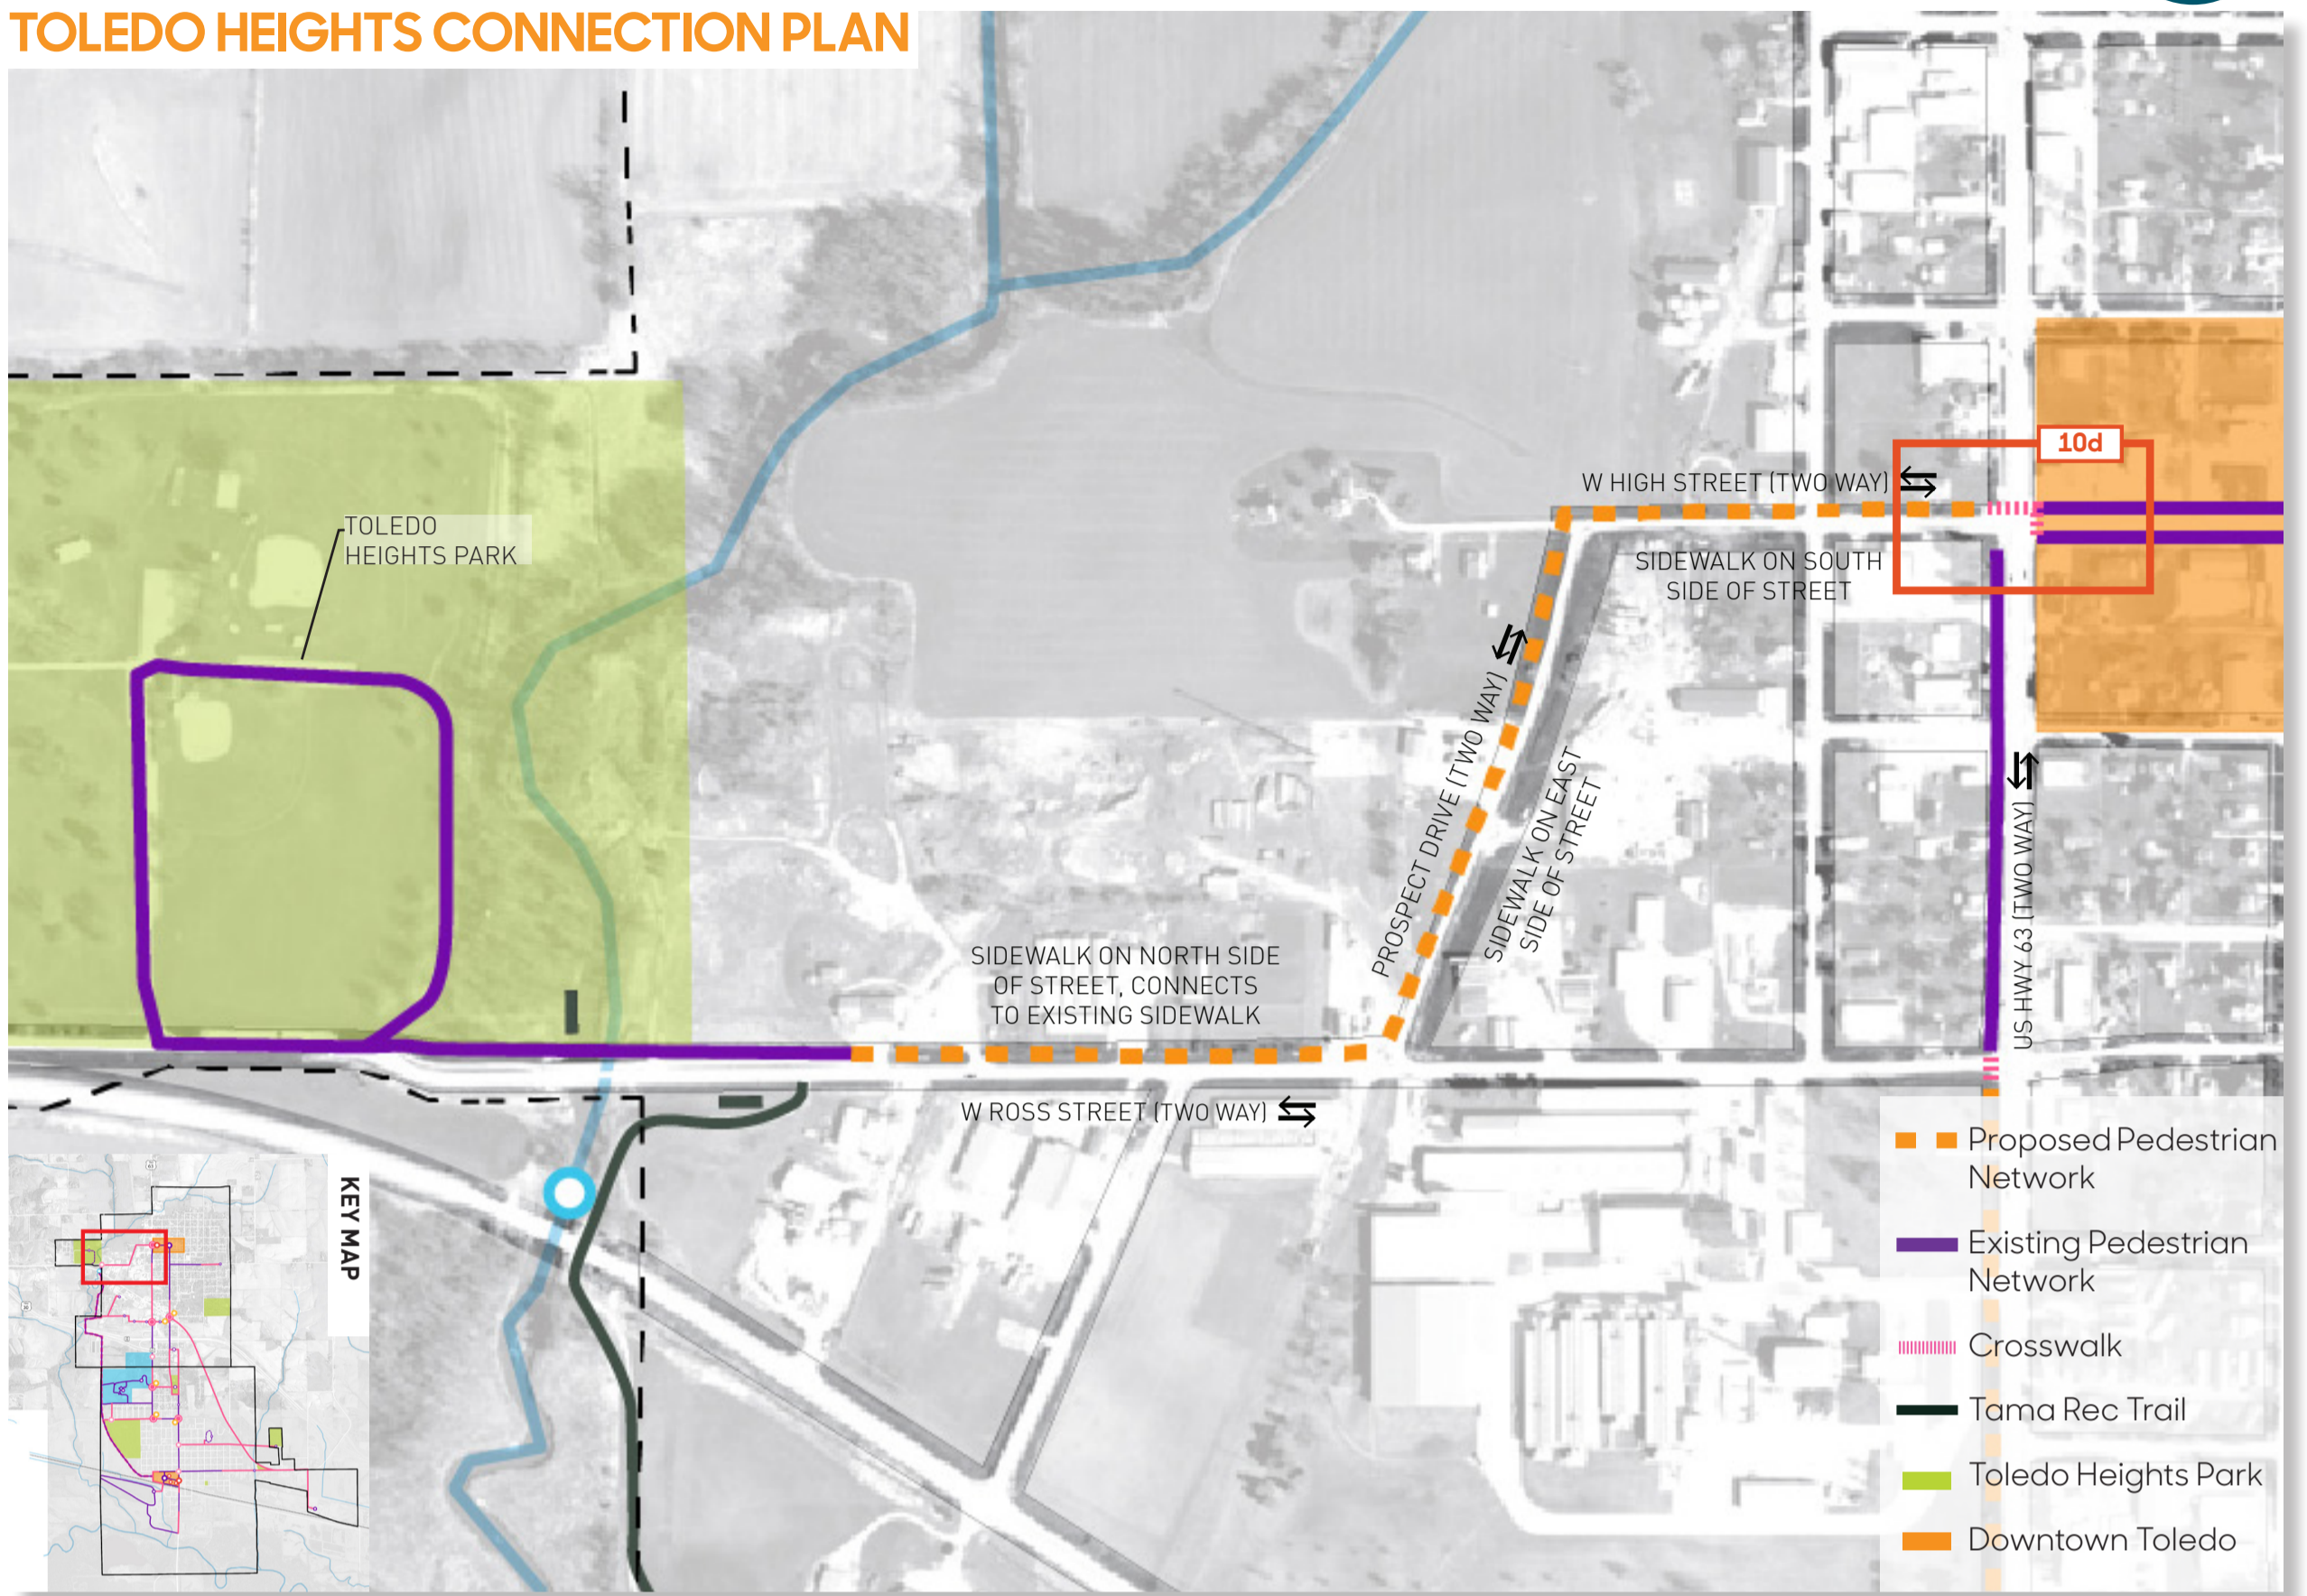 TOLEDO HEIGHTS CONNECTION PLAN
10d
W HIGH STREET (TWO WAY)
TOLEDO
HEIGHTS PARK
SIDEWALK ON SOUTH
SIDE OF STREET
PROSPECT DRIVE (TWO WAY)
SIDEWALK ON EAST
SIDE OF STREET
US HWY 63 (TWO WAY)
SIDEWALK ON NORTH SIDE
OF STREET, CONNECTS
TO EXISTING SIDEWALK
W ROSS STREET (TWO WAY)
KEY MAP
Proposed Pedestrian
Network
Existing Pedestrian
Network
Crosswalk
Tama Rec Trail
Toledo Heights Park
Downtown Toledo